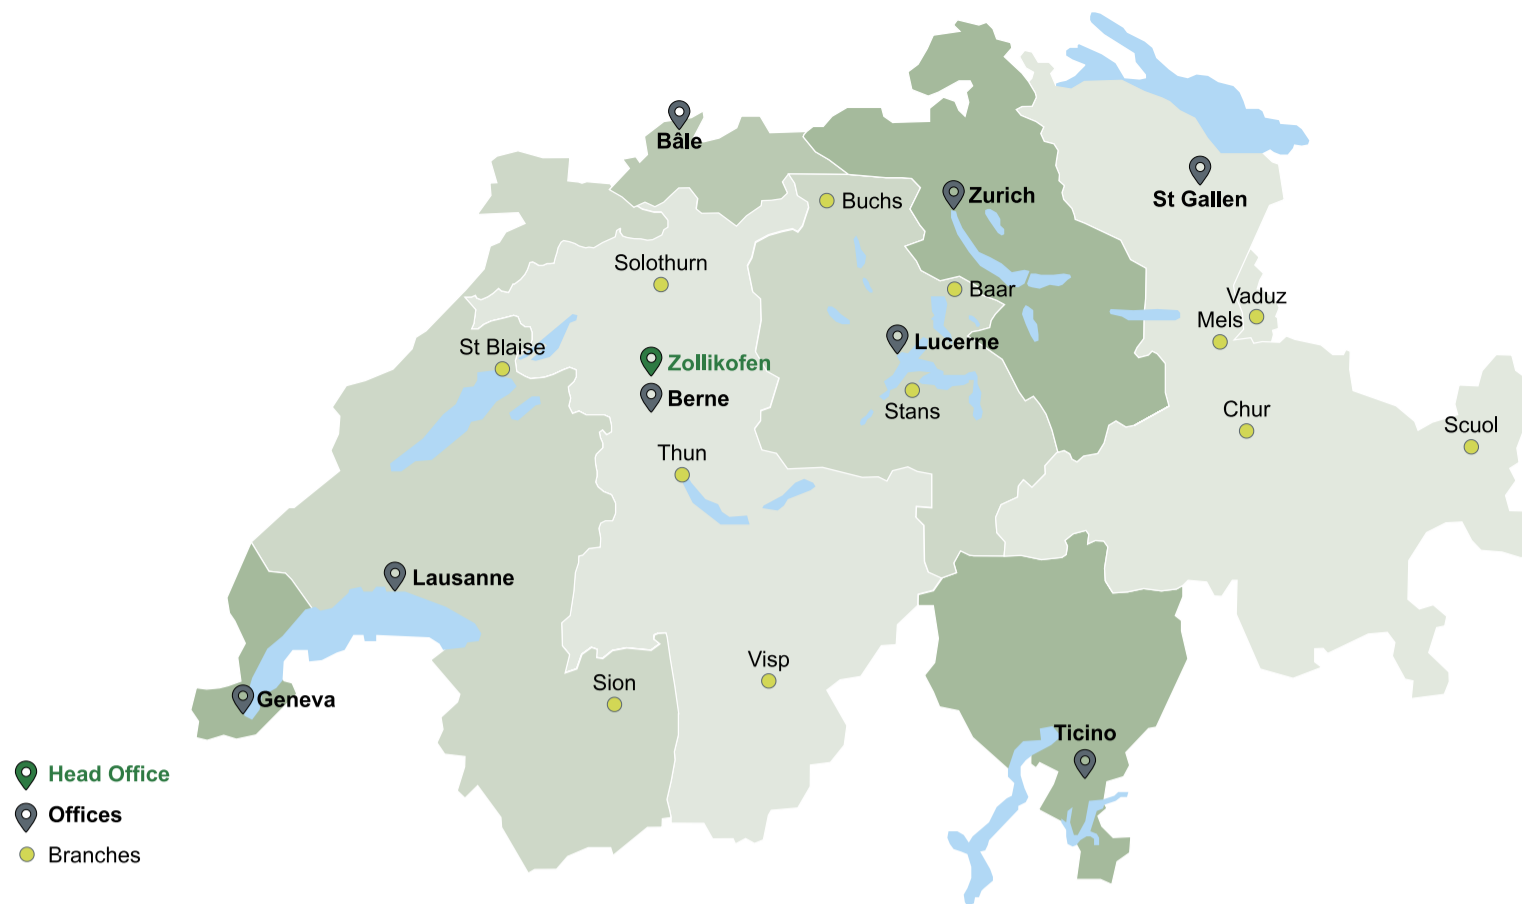 Bâle
Buchs
Zurich
St Gallen
Solothurn
Baar
Vaduz
Mels
St Blaise
Lucerne
Zollikofen
Berne
Stans
Chur
Scuol
Thun
Lausanne
Visp
Sion
Geneva
Ticino
Head Office
Offices
Branches